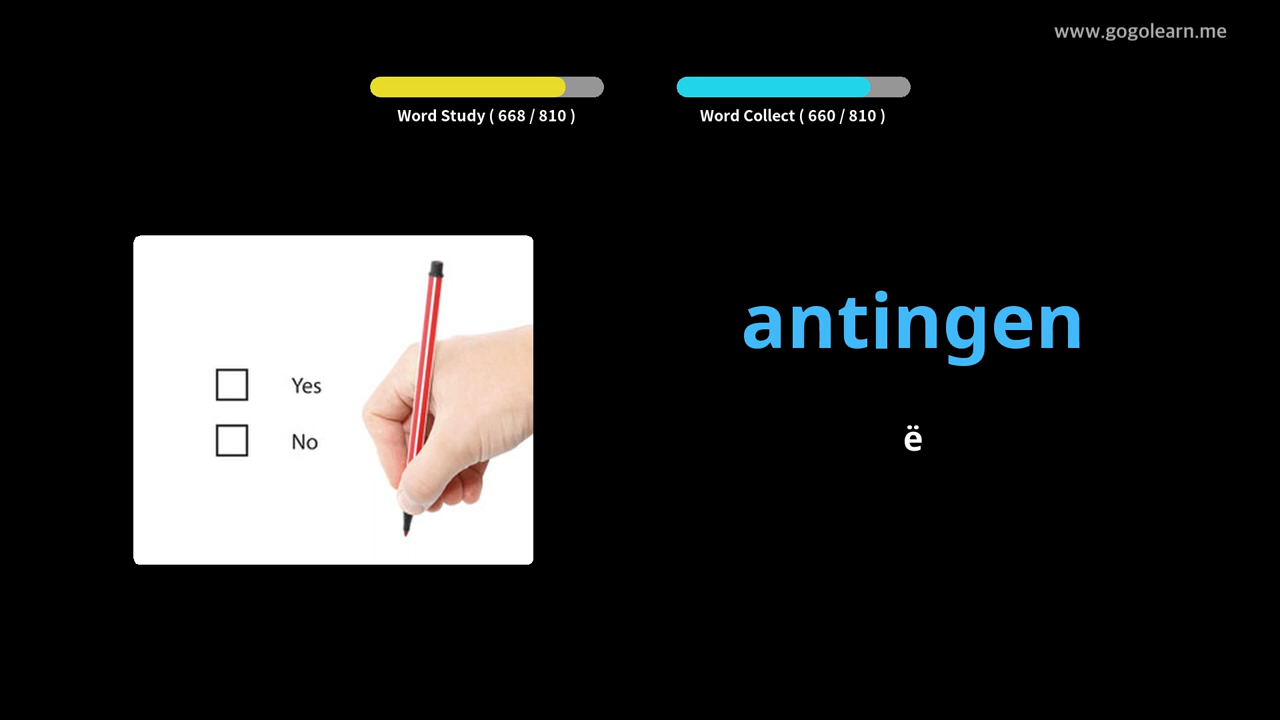 www.gogolearn.me
Word Study ( 668 / 810 )
Word Collect ( 660 / 810 )
Yes
No
antingen
ë